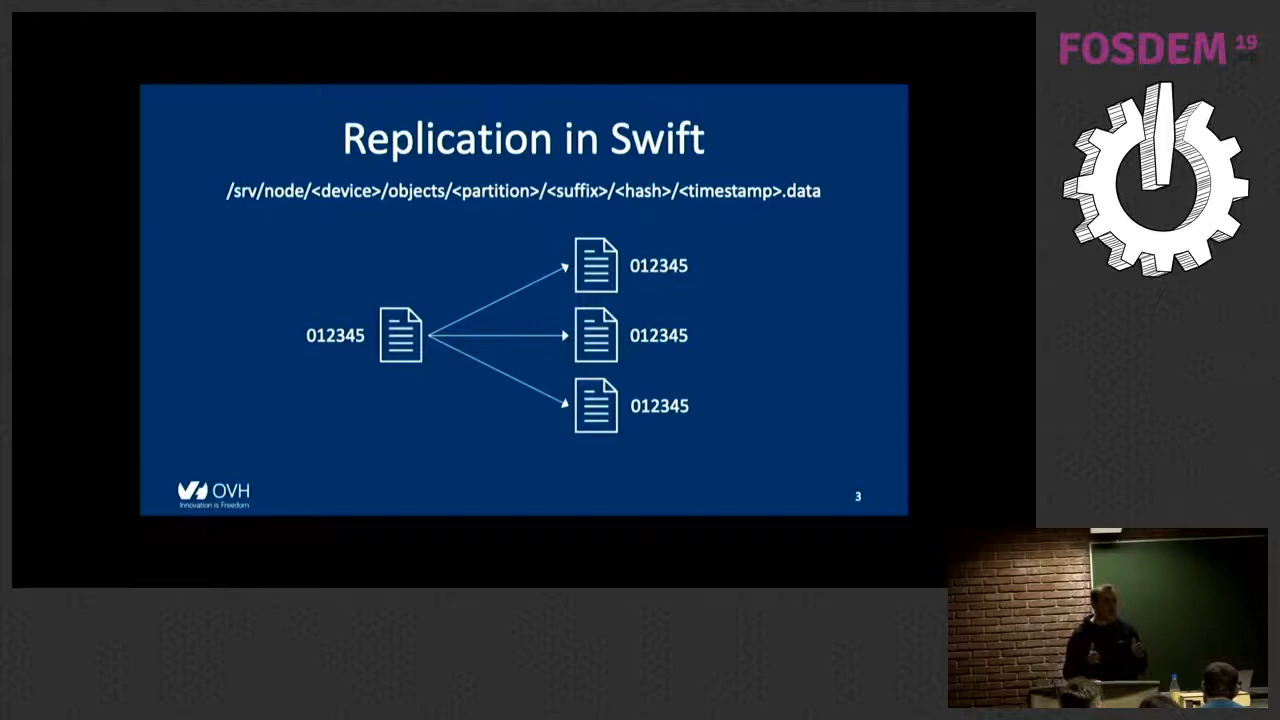 Replication in Swift
/srv/node/<device>/objects/<partition>/<suffix>/<hash>/<timestamp>.data
012345
012345
012345
012345
OVH
Innovation is Freedom
3
FOSDEM 19
.org